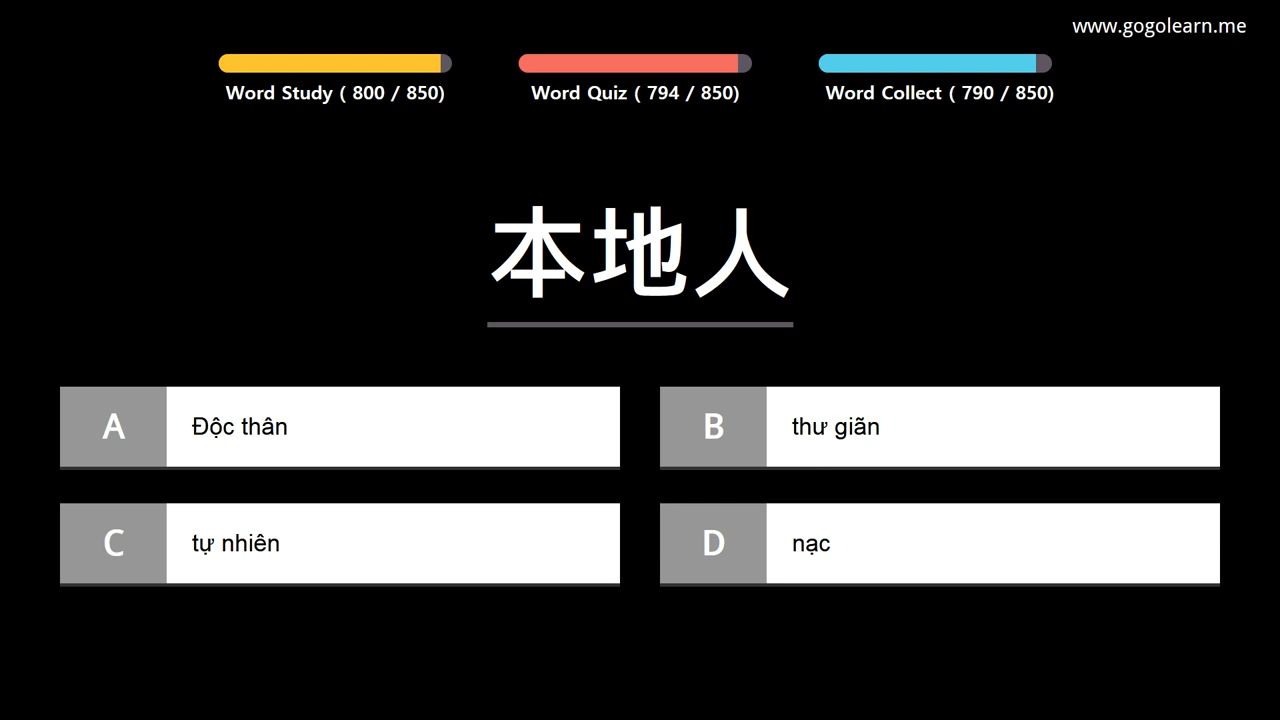 www.gogolearn.me
Word Study ( 800 / 850)
Word Quiz ( 794 / 850)
Word Collect ( 790 / 850)
本地人
A Độc thân
B thư giãn
C tự nhiên
D nạc